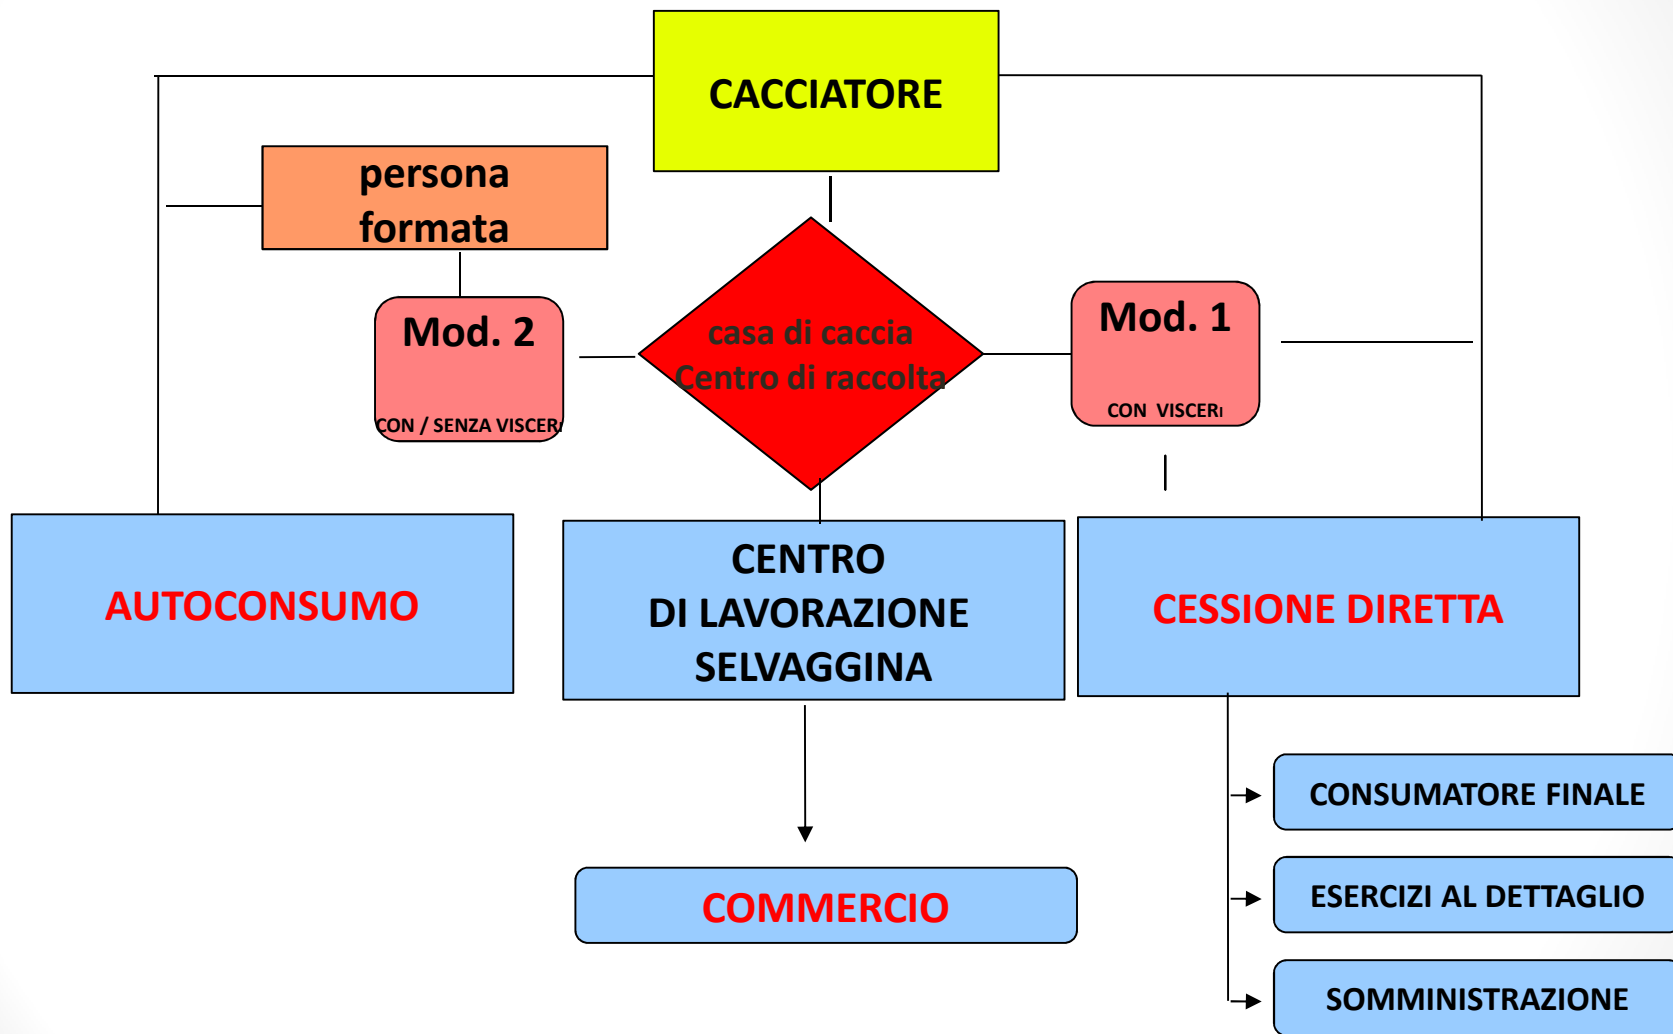 CACCIATORE
persona
formata
Mod. 2
CON / SENZA VISCERI
casa di caccia
Centro di raccolta
Mod. 1
CON VISCERI
AUTOCONSUMO
CENTRO
DI LAVORAZIONE
SELVAGGINA
CESSIONE DIRETTA
COMMERCIO
CONSUMATORE FINALE
ESERCIZI AL DETTAGLIO
SOMMINISTRAZIONE